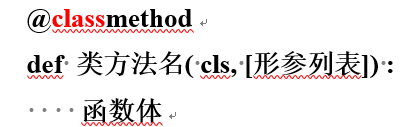 @classmethod
def 类方法名( cls, [形参列表]) :
    函数体